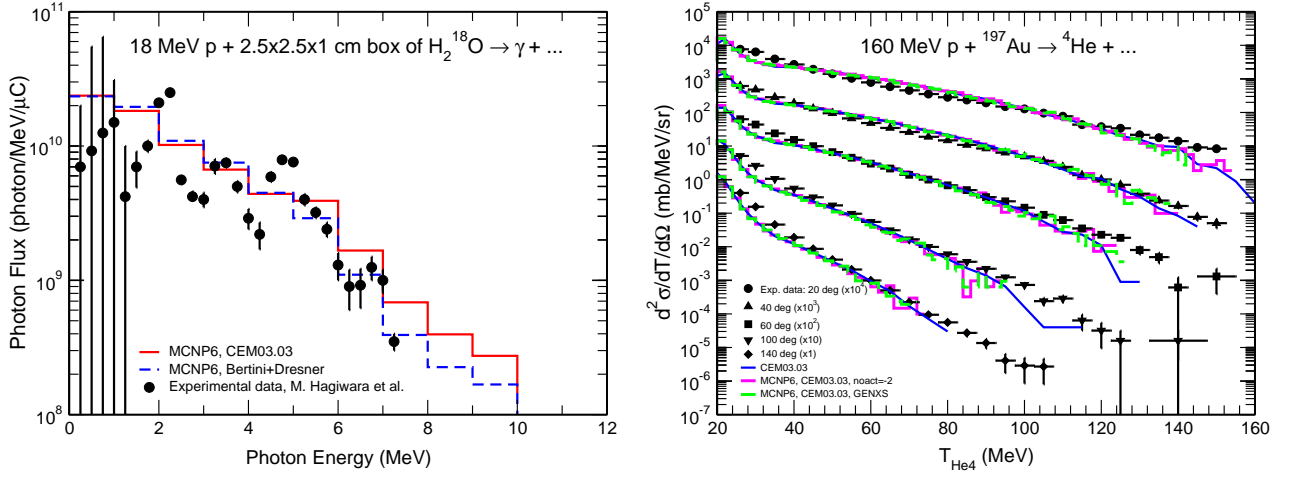 18 MeV p + 2.5x2.5x1 cm box of H₂¹⁸O → γ + ...
Photon Flux (photon/MeV/μC)
10¹¹
10¹⁰
10⁹
10⁸
MCNP6, CEM03.03
MCNP6, Bertini+Dresner
Experimental data, M. Hagiwara et al.
0 2 4 6 8 10 12
Photon Energy (MeV)
160 MeV p + ¹⁹⁷Au → ⁴He + ...
d² σ/dT/dΩ (mb/MeV/sr)
10⁵
10⁴
10³
10²
10¹
10⁰
10⁻¹
10⁻²
10⁻³
10⁻⁴
10⁻⁵
10⁻⁶
10⁻⁷
Exp. data: 20 deg (x10⁴)
40 deg (x10³)
60 deg (x10²)
100 deg (x10)
140 deg (x1)
CEM03.03
MCNP6, CEM03.03, noact=-2
MCNP6, CEM03.03, GENXS
20 40 60 80 100 120 140 160
T_He4 (MeV)